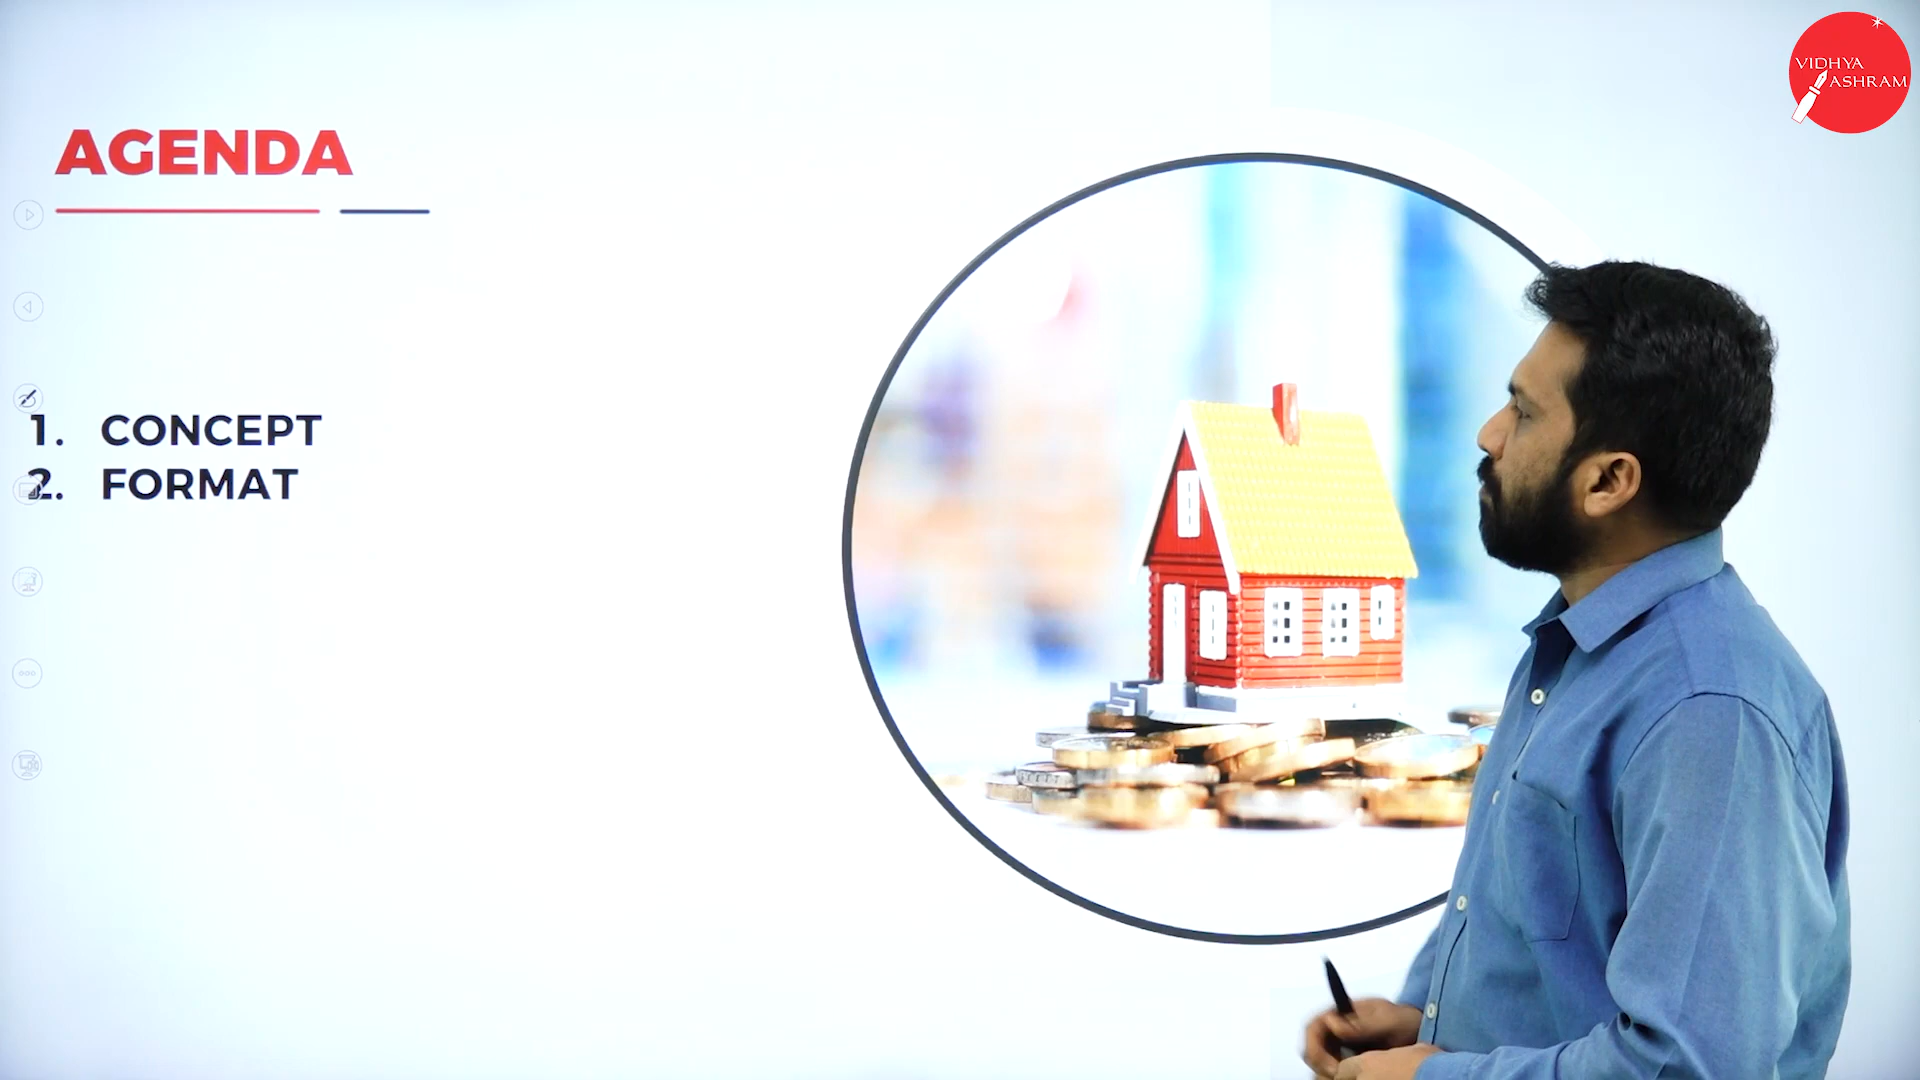 VIDHYA
ASHRAM
AGENDA
1. CONCEPT
2. FORMAT